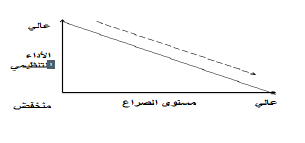 عالي
الأداء
التنظيمي
منخفض
مستوى الصراع
عالي